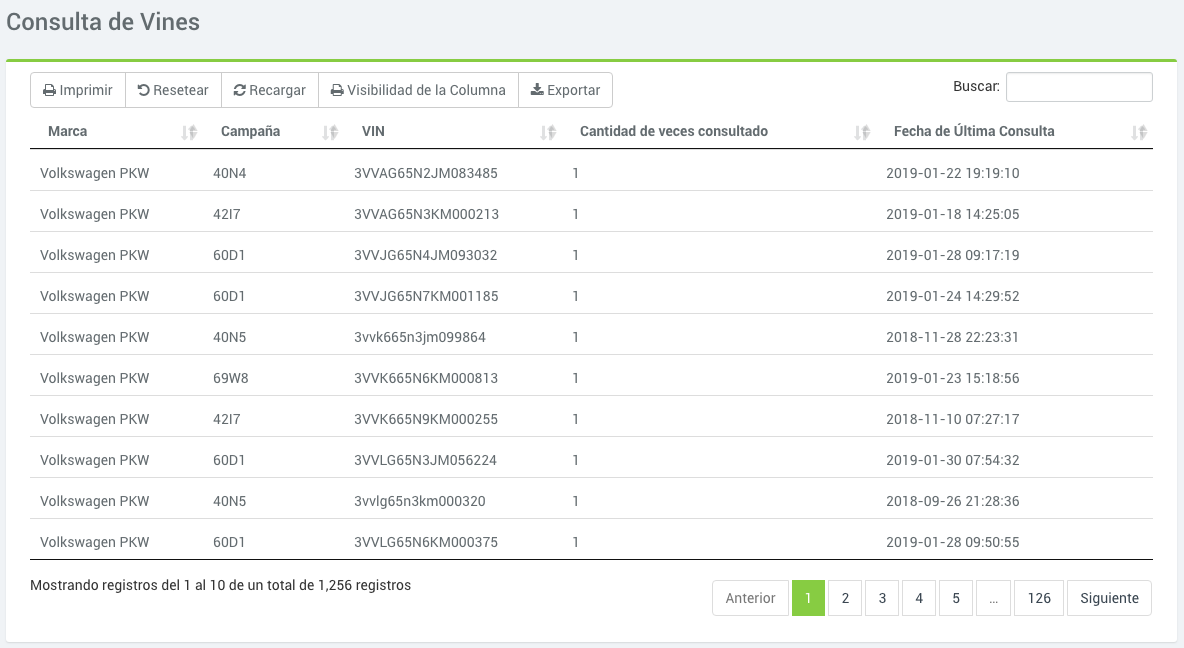 Consulta de Vines
Imprimir Resetear Recargar Visibilidad de la Columna Exportar Buscar:
Marca Campaña VIN Cantidad de veces consultado Fecha de Última Consulta
Volkswagen PKW 40N4 3VVAG65N2JM083485 1 2019-01-22 19:19:10
Volkswagen PKW 42I7 3VVAG65N3KM000213 1 2019-01-18 14:25:05
Volkswagen PKW 60D1 3VVJG65N4JM093032 1 2019-01-28 09:17:19
Volkswagen PKW 60D1 3VVJG65N7KM001185 1 2019-01-24 14:29:52
Volkswagen PKW 40N5 3vvk665n3jm099864 1 2018-11-28 22:23:31
Volkswagen PKW 69W8 3VVK665N6KM000813 1 2019-01-23 15:18:56
Volkswagen PKW 42I7 3VVK665N9KM000255 1 2018-11-10 07:27:17
Volkswagen PKW 60D1 3VVLG65N3JM056224 1 2019-01-30 07:54:32
Volkswagen PKW 40N5 3vvlg65n3km000320 1 2018-09-26 21:28:36
Volkswagen PKW 60D1 3VVLG65N6KM000375 1 2019-01-28 09:50:55
Mostrando registros del 1 al 10 de un total de 1,256 registros
Anterior 1 2 3 4 5 … 126 Siguiente